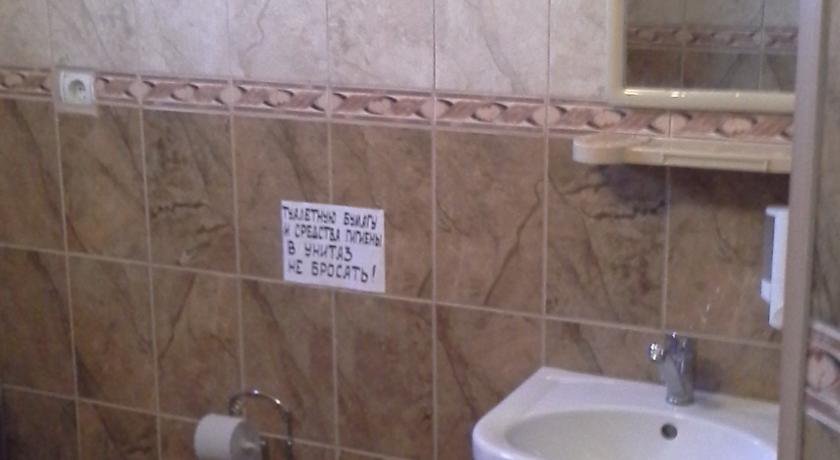 ТУАЛЕТНУЮ БУМАГУ
И СРЕДСТВА ГИГИЕНЫ
В УНИТАЗ
НЕ БРОСАТЬ!